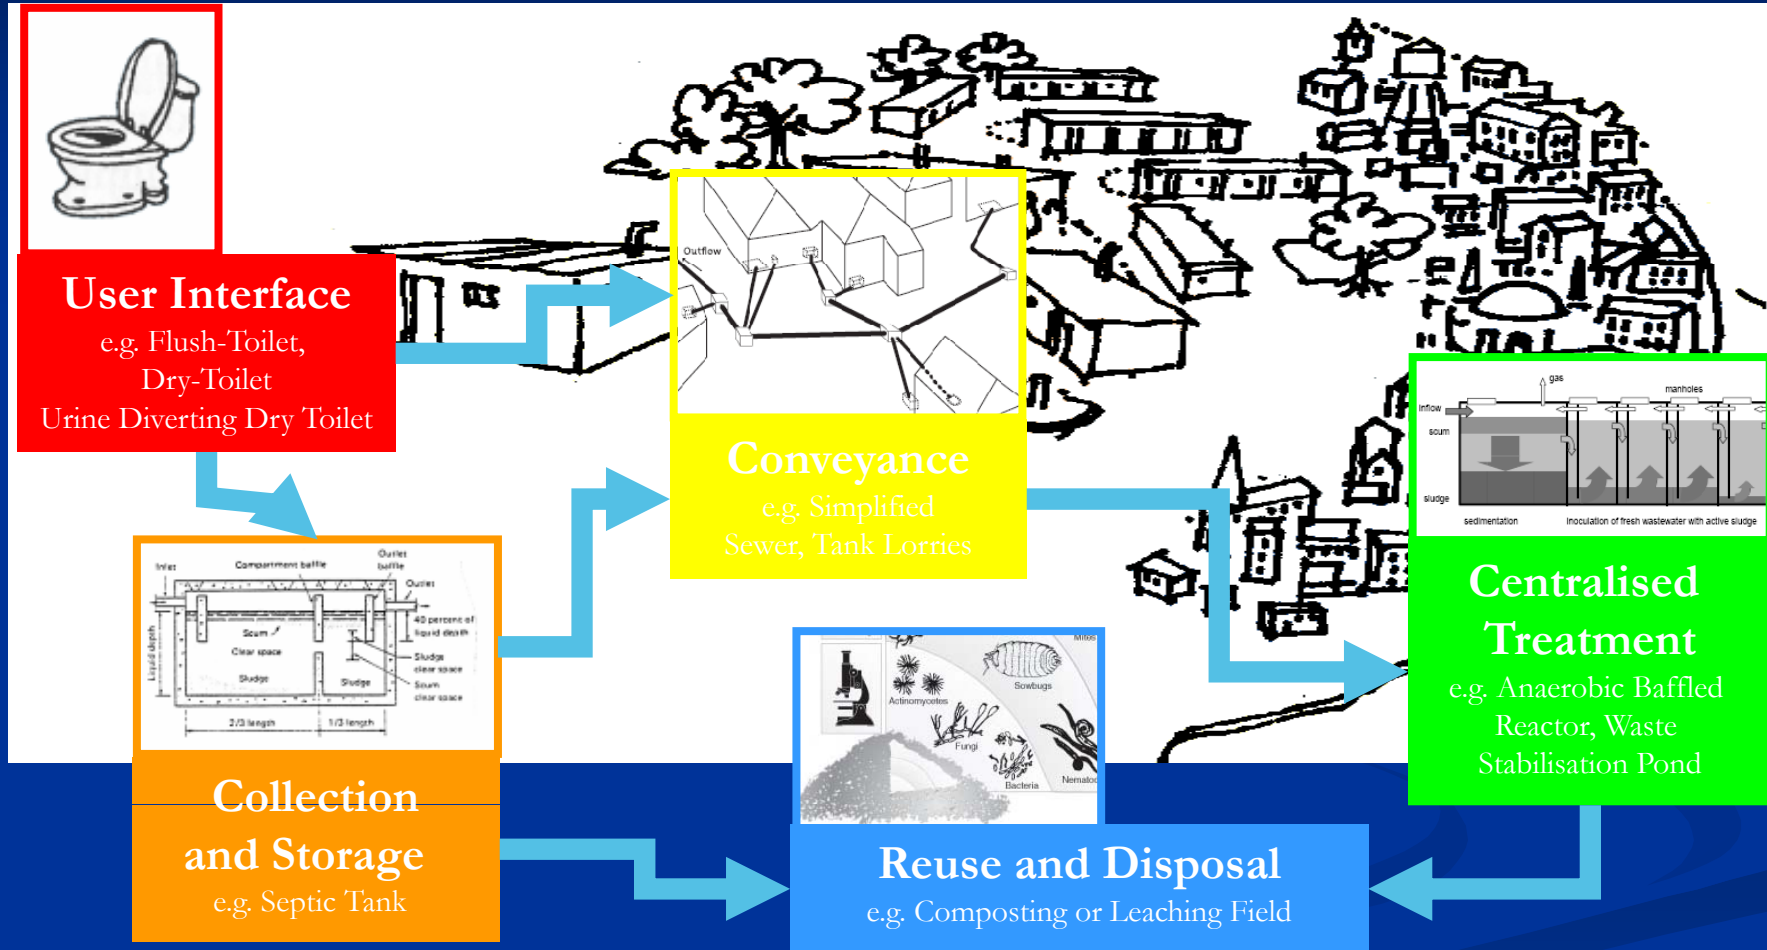 User Interface
e.g. Flush-Toilet,
Dry-Toilet
Urine Diverting Dry Toilet
Outflow
Conveyance
e.g. Simplified
Sewer, Tank Lorries
gas
manholes
inflow
scum
sludge
sedimentation
inoculation of fresh wastewater with active sludge
Centralised
Treatment
e.g. Anaerobic Baffled
Reactor, Waste
Stabilisation Pond
Inlet
Compartment baffle
Outlet
baffle
Outlet
40 percent of
liquid depth
Liquid depth
Scum
Clear space
Sludge
Sludge
Sludge
clear space
Scum
clear space
2/3 length
1/3 length
Collection
and Storage
e.g. Septic Tank
Mites
Sowbugs
Actinomycetes
Fungi
Bacteria
Nematod
Reuse and Disposal
e.g. Composting or Leaching Field